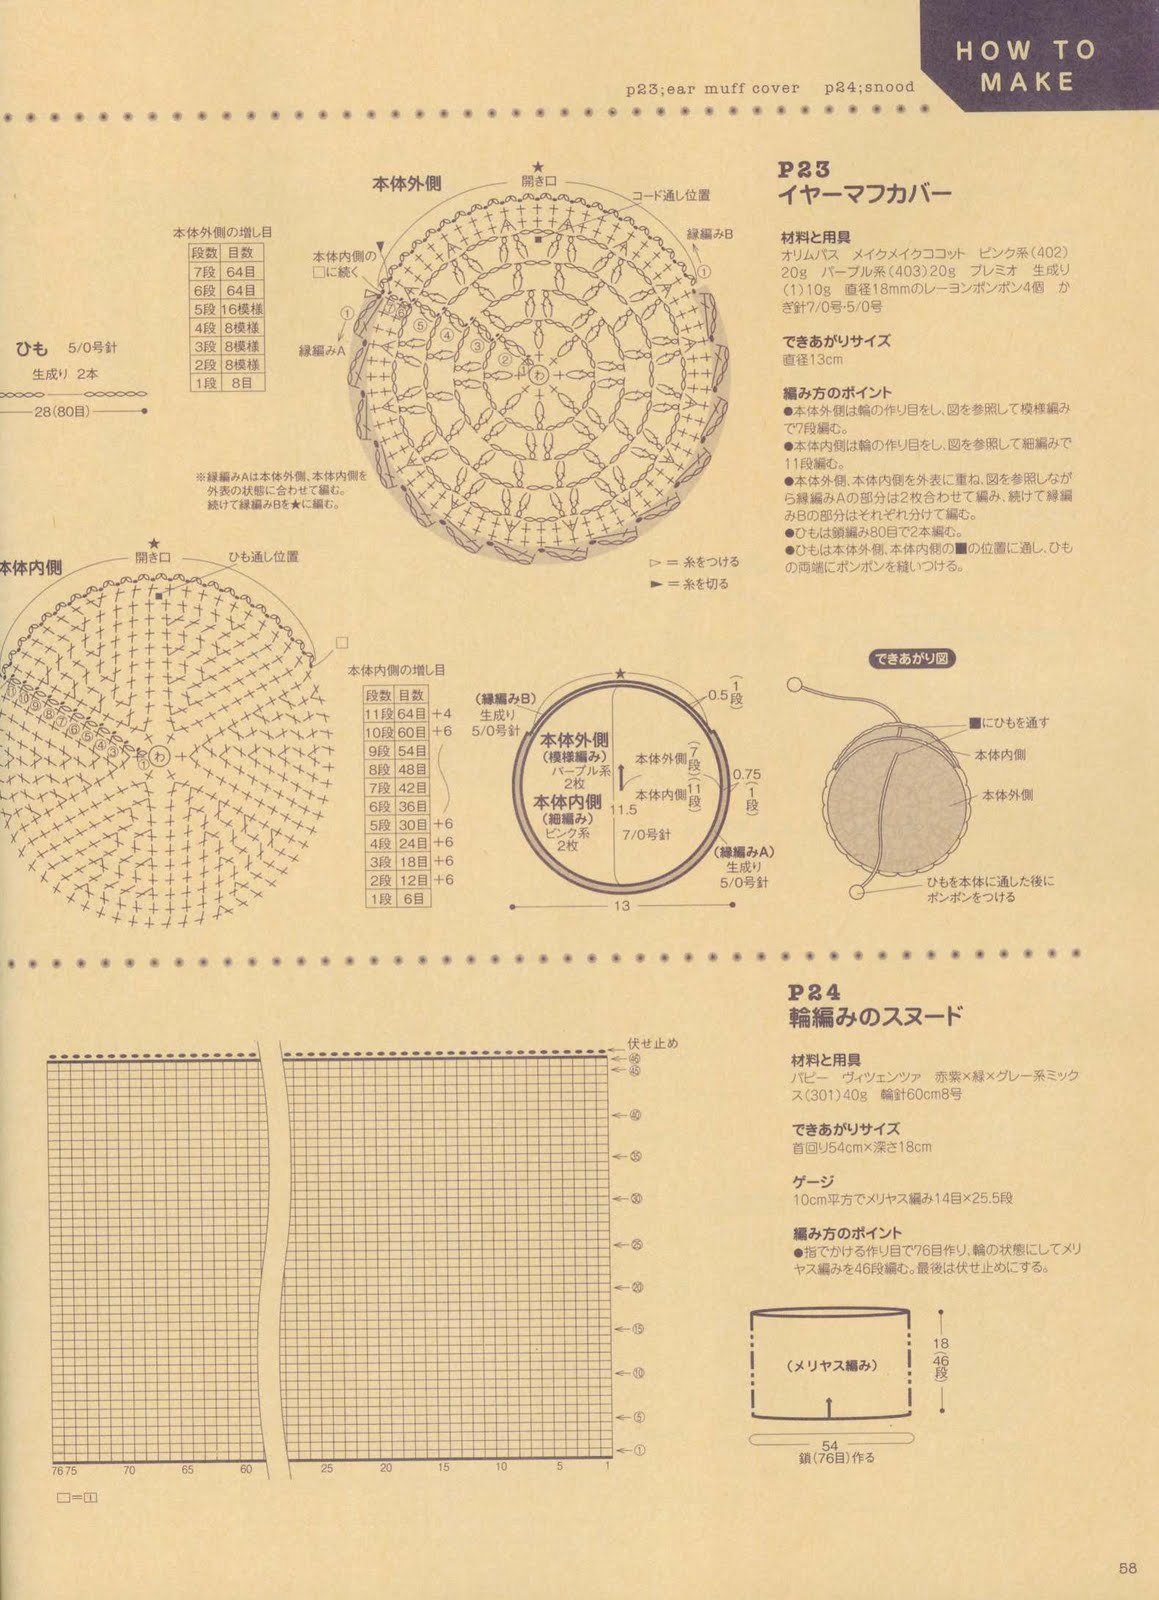 HOW TO
MAKE
p23;ear muff cover p24;snood
P23
イヤーマフカバー
材料と用具
オリムパス メイクメイクココット ピンク系(402)
20g パープル系(403)20g プレミオ 生成り
(1)10g 直径18mmのレーヨンボンボン4個 か
ぎ針7/0号・5/0号
できあがりサイズ
直径13cm
編み方のポイント
●本体外側は輪の作り目をし、図を参照して模様編み
で7段編む。
●本体内側は輪の作り目をし、図を参照して細編みで
11段編む。
●本体外側、本体内側を外表に重ね、図を参照しなが
ら縁編みAの部分は2枚合わせて編み、続けて縁編
みBの部分はそれぞれ分けて編む。
●ひもは鎖編み80目で2本編む。
●ひもは本体外側、本体内側の■の位置に通し、ひも
の両端にボンボンを縫いつける。
本体外側
★
開き口
コード通し位置
縁編みB
①
本体内側の
□に続く
①
縁編みA
⑦
⑥
⑤
④
③
②
わ
本体外側の増し目
段数 目数
7段 64目
6段 64目
5段 16模様
4段 8模様
3段 8模様
2段 8模様
1段 8目
ひも 5/0号針
生成り 2本
28(80目)
※縁編みAは本体外側、本体内側を
外表の状態に合わせて編む。
続けて縁編みBを★に編む。
▷=糸をつける
►=糸を切る
本体内側
★
開き口
ひも通し位置
□
⑪⑩⑨⑧⑦⑥⑤④③
①
わ
本体内側の増し目
段数 目数
11段 64目 +4
10段 60目 +6
9段 54目
8段 48目
7段 42目
6段 36目
5段 30目 +6
4段 24目 +6
3段 18目 +6
2段 12目 +6
1段 6目
★
(縁編みB)
生成り
5/0号針
0.5(1段)
本体外側
(模様編み)
パープル系
2枚
本体内側
(細編み)
ピンク系
2枚
本体外側(7段)
本体内側(11段)
11.5
7/0号針
0.75(1段)
(縁編みA)
生成り
5/0号針
13
できあがり図
■にひもを通す
本体内側
本体外側
ひもを本体に通した後に
ボンボンをつける
P24
輪編みのスヌード
材料と用具
パピー ヴィツェンツァ 赤紫×緑×グレー系ミック
ス(301)40g 輪針60cm8号
できあがりサイズ
首回り54cm×深さ18cm
ゲージ
10cm平方でメリヤス編み14目×25.5段
編み方のポイント
●指でかける作り目で76目作り、輪の状態にしてメリ
ヤス編みを46段編む。最後は伏せ止めにする。
伏せ止め
㊻
㊺
㊵
㉟
㉚
㉕
⑳
⑮
⑩
⑤
①
76 75 70 65 60 25 20 15 10 5 1
□=|
(メリヤス編み)
18(46段)
54
鎖(76目)作る
58